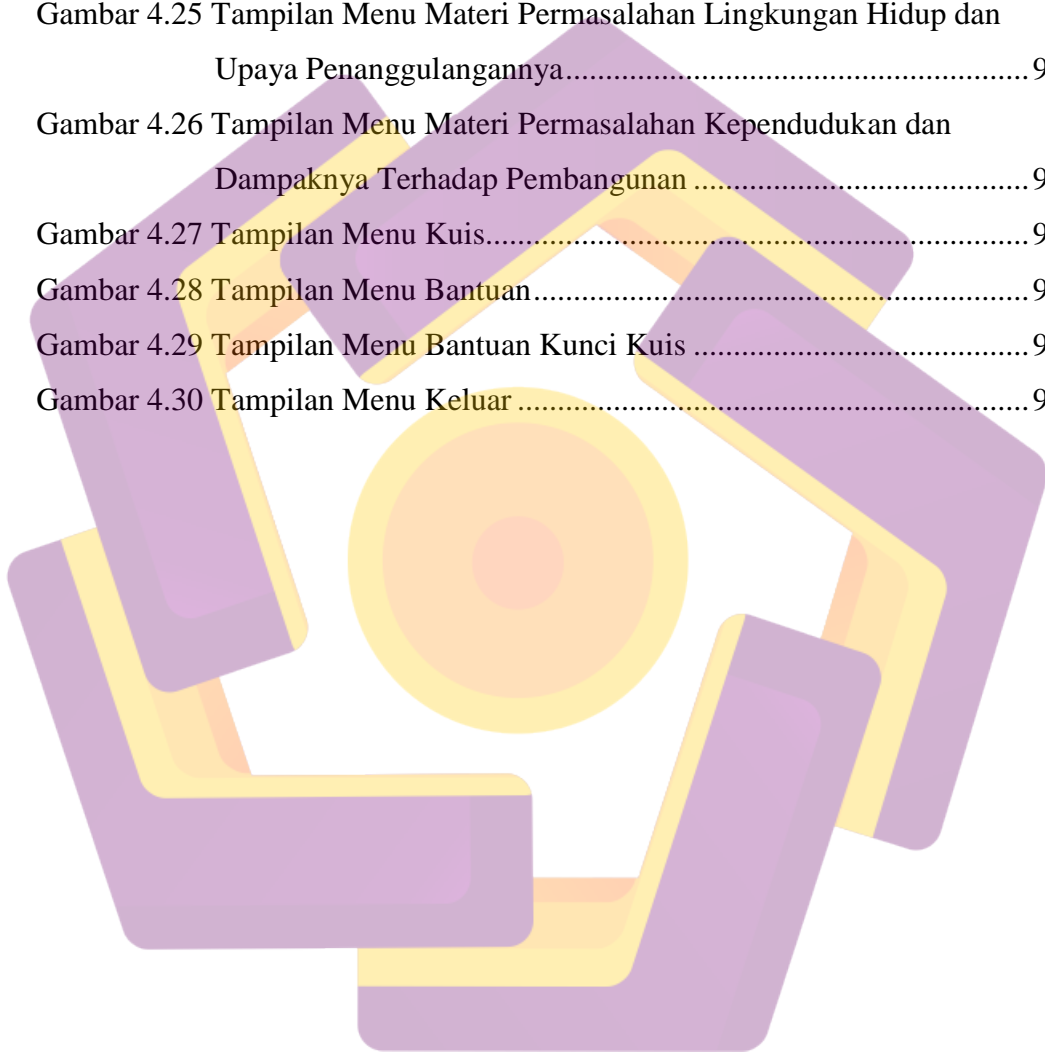 Gambar 4.25 Tampilan Menu Materi Permasalahan Lingkungan Hidup dan
Upaya Penanggulangannya.......................................................... 9
Gambar 4.26 Tampilan Menu Materi Permasalahan Kependudukan dan
Dampaknya Terhadap Pembangunan .......................................... 9
Gambar 4.27 Tampilan Menu Kuis.................................................................... 9
Gambar 4.28 Tampilan Menu Bantuan.............................................................. 9
Gambar 4.29 Tampilan Menu Bantuan Kunci Kuis .......................................... 9
Gambar 4.30 Tampilan Menu Keluar ................................................................ 9